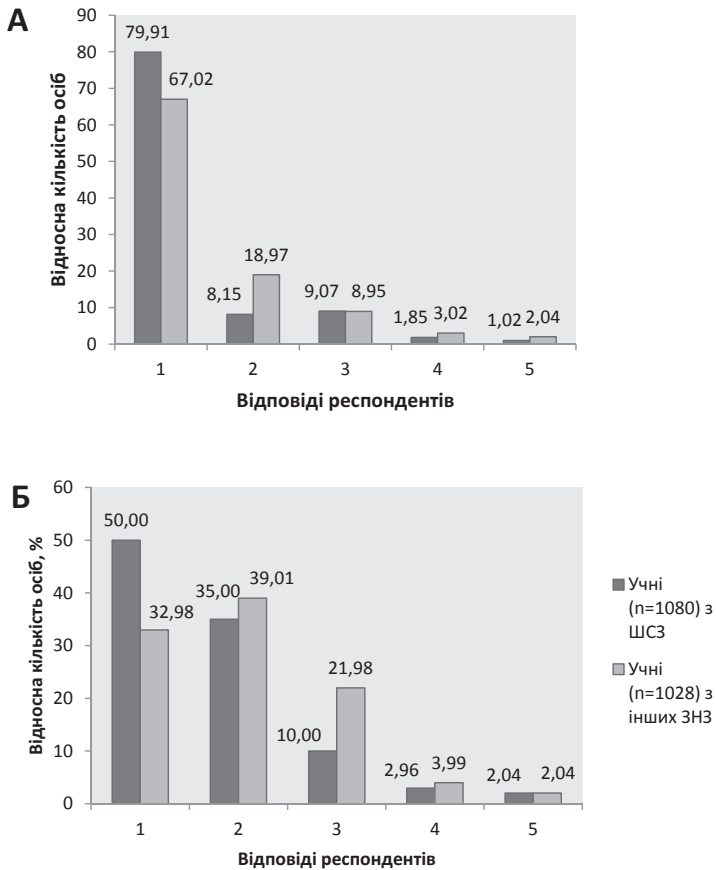 А
Відносна кількість осіб
90
80
70
60
50
40
30
20
10
0
79,91
67,02
8,15
18,97
9,07
8,95
1,85
3,02
1,02
2,04
1 2 3 4 5
Відповіді респондентів
Б
Відносна кількість осіб, %
60
50
40
30
20
10
0
50,00
32,98
35,00
39,01
10,00
21,98
2,96
3,99
2,04
2,04
1 2 3 4 5
Відповіді респондентів
Учні
(n=1080) з
ШСЗ
Учні
(n=1028) з
інших ЗНЗ